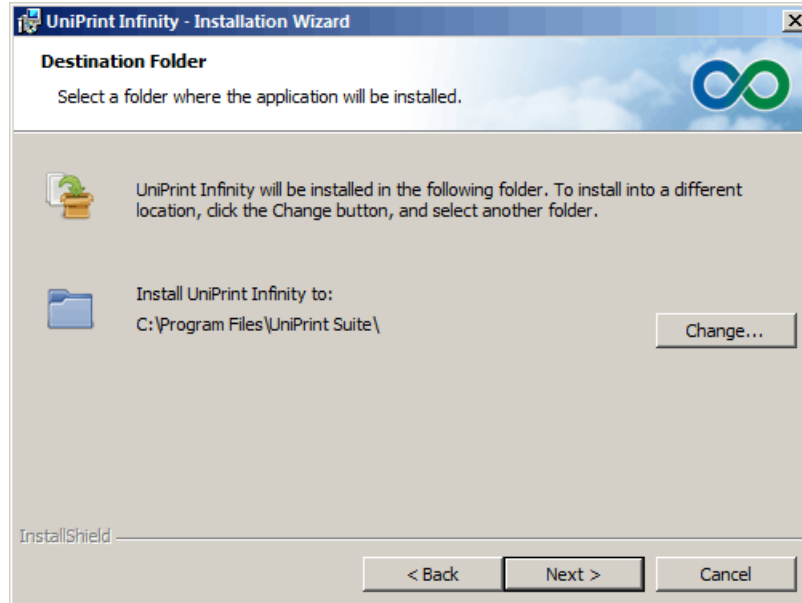 UniPrint Infinity - Installation Wizard
Destination Folder
Select a folder where the application will be installed.
UniPrint Infinity will be installed in the following folder. To install into a different
location, click the Change button, and select another folder.
Install UniPrint Infinity to:
C:\Program Files\UniPrint Suite\
Change...
InstallShield
< Back
Next >
Cancel